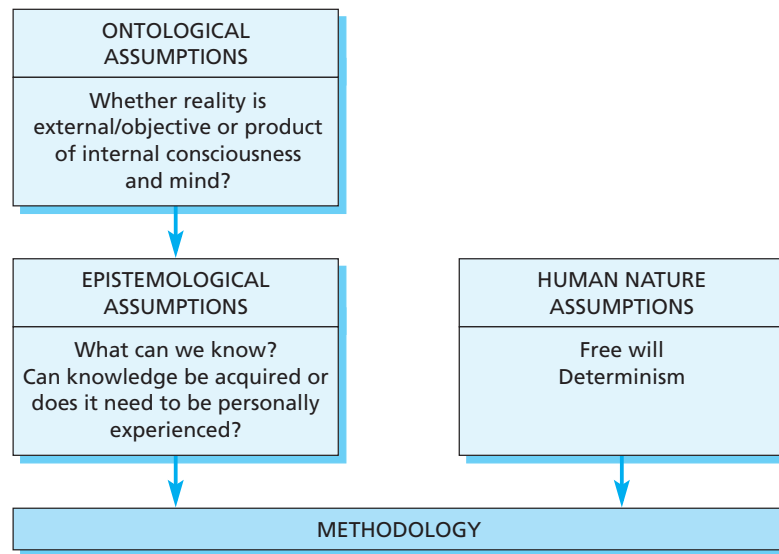 ONTOLOGICAL
ASSUMPTIONS
Whether reality is
external/objective or product
of internal consciousness
and mind?
EPISTEMOLOGICAL
ASSUMPTIONS
What can we know?
Can knowledge be acquired or
does it need to be personally
experienced?
HUMAN NATURE
ASSUMPTIONS
Free will
Determinism
METHODOLOGY